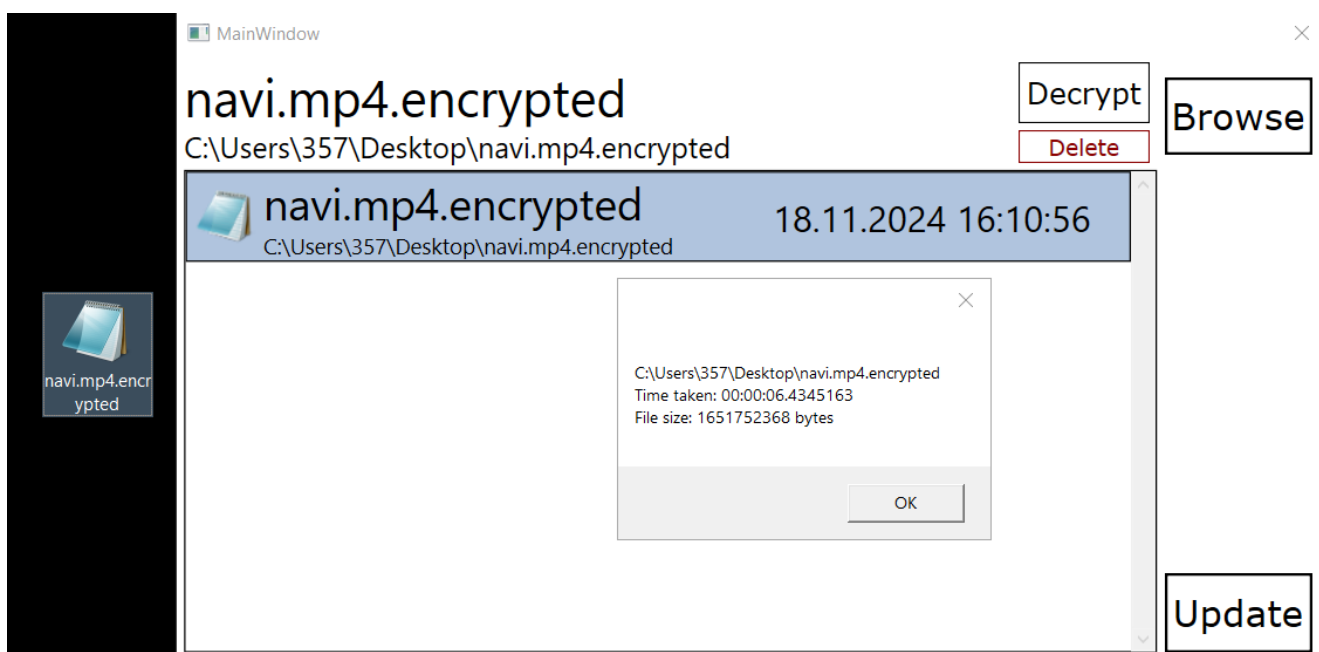 MainWindow
navi.mp4.encrypted
C:\Users\357\Desktop\navi.mp4.encrypted
Decrypt
Delete
Browse
navi.mp4.encrypted
C:\Users\357\Desktop\navi.mp4.encrypted
18.11.2024 16:10:56
navi.mp4.encr
ypted
C:\Users\357\Desktop\navi.mp4.encrypted
Time taken: 00:00:06.4345163
File size: 1651752368 bytes
OK
Update